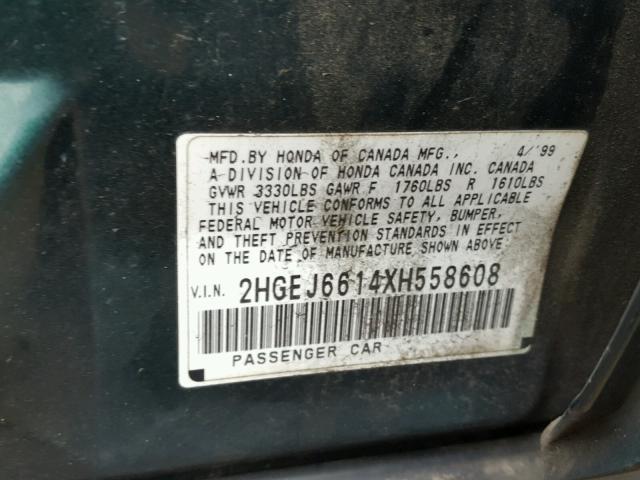 MFD.BY HONDA OF CANADA MFG., 4/'99
A DIVISION OF HONDA CANADA INC. CANADA
GVWR 3330LBS GAWR F 1760LBS R 1610LBS
THIS VEHICLE CONFORMS TO ALL APPLICABLE
FEDERAL MOTOR VEHICLE SAFETY, BUMPER,
AND THEFT PREVENTION STANDARDS IN EFFECT
ON THE DATE OF MANUFACTURE SHOWN ABOVE.
V.I.N. 2HGEJ6614XH558608
PASSENGER CAR